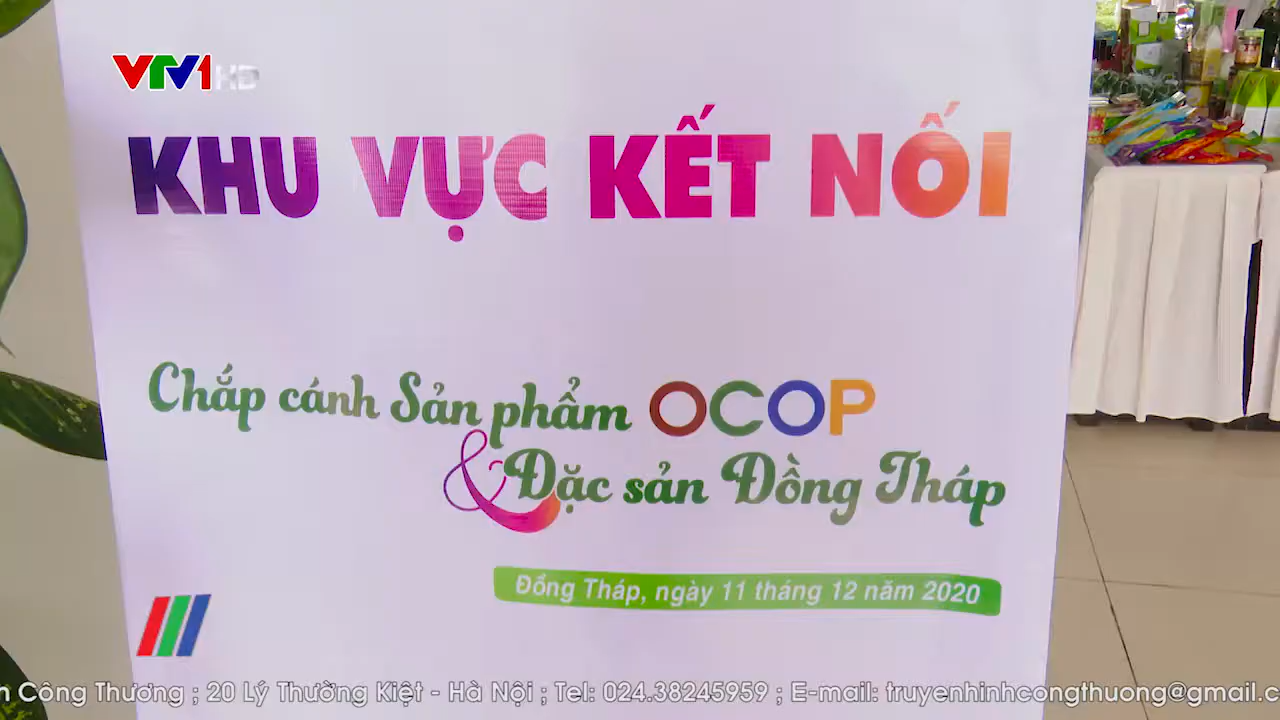 VTV1 HD
KHU VỰC KẾT NỐI
Chắp cánh Sản phẩm OCOP
& Đặc sản Đồng Tháp
Đồng Tháp, ngày 11 tháng 12 năm 2020
Công Thương ; 20 Lý Thường Kiệt - Hà Nội ; Tel: 024.38245959 ; E-mail: truyenhinhcongthuong@gmail.c